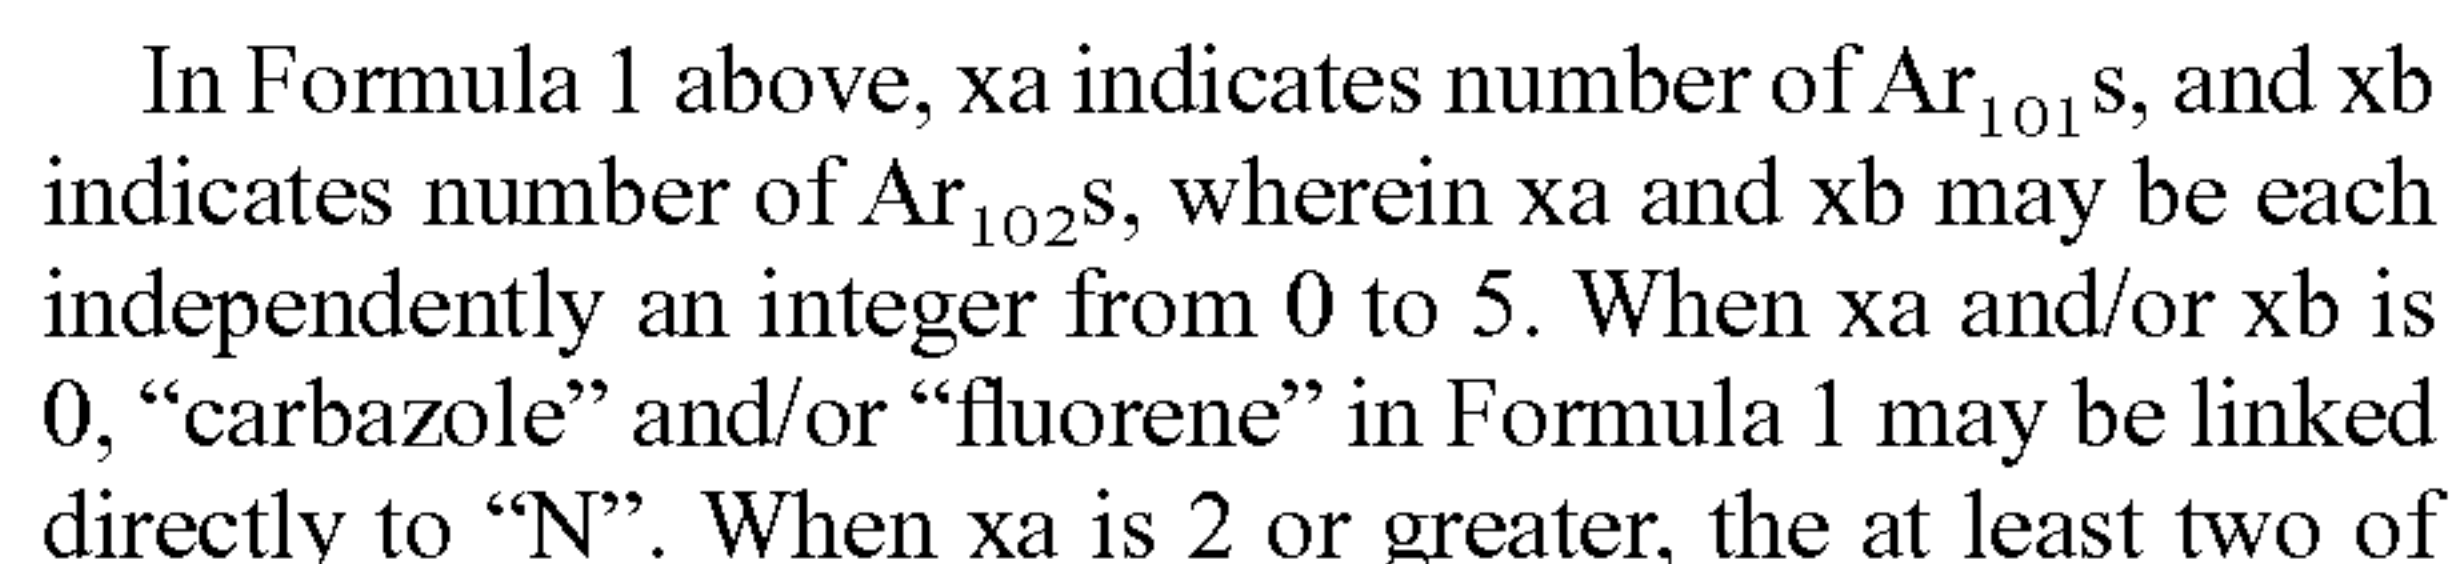 In Formula 1 above, xa indicates number of Ar₁₀₁s, and xb
indicates number of Ar₁₀₂s, wherein xa and xb may be each
independently an integer from 0 to 5. When xa and/or xb is
0, “carbazole” and/or “fluorene” in Formula 1 may be linked
directly to “N”. When xa is 2 or greater, the at least two of